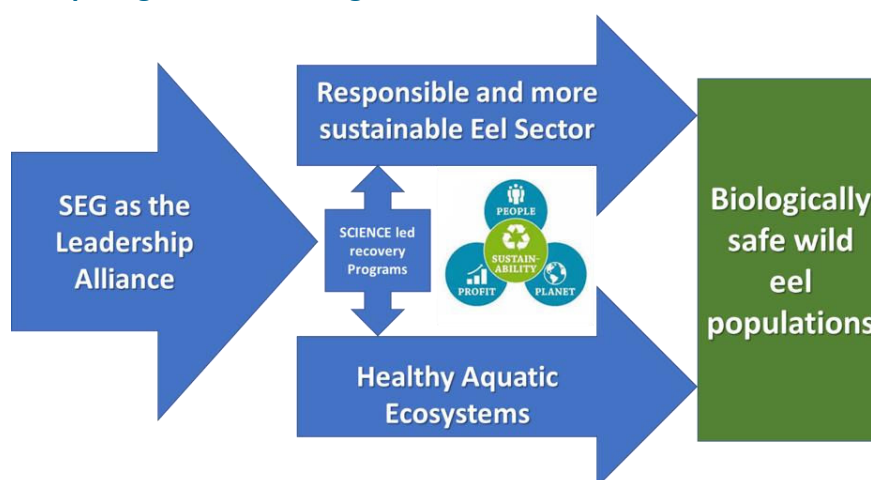 SEG as the
Leadership
Alliance
Responsible and more
sustainable Eel Sector
SCIENCE led
recovery
Programs
PEOPLE
SUSTAIN-
ABILITY
PROFIT
PLANET
Healthy Aquatic
Ecosystems
Biologically
safe wild
eel
populations